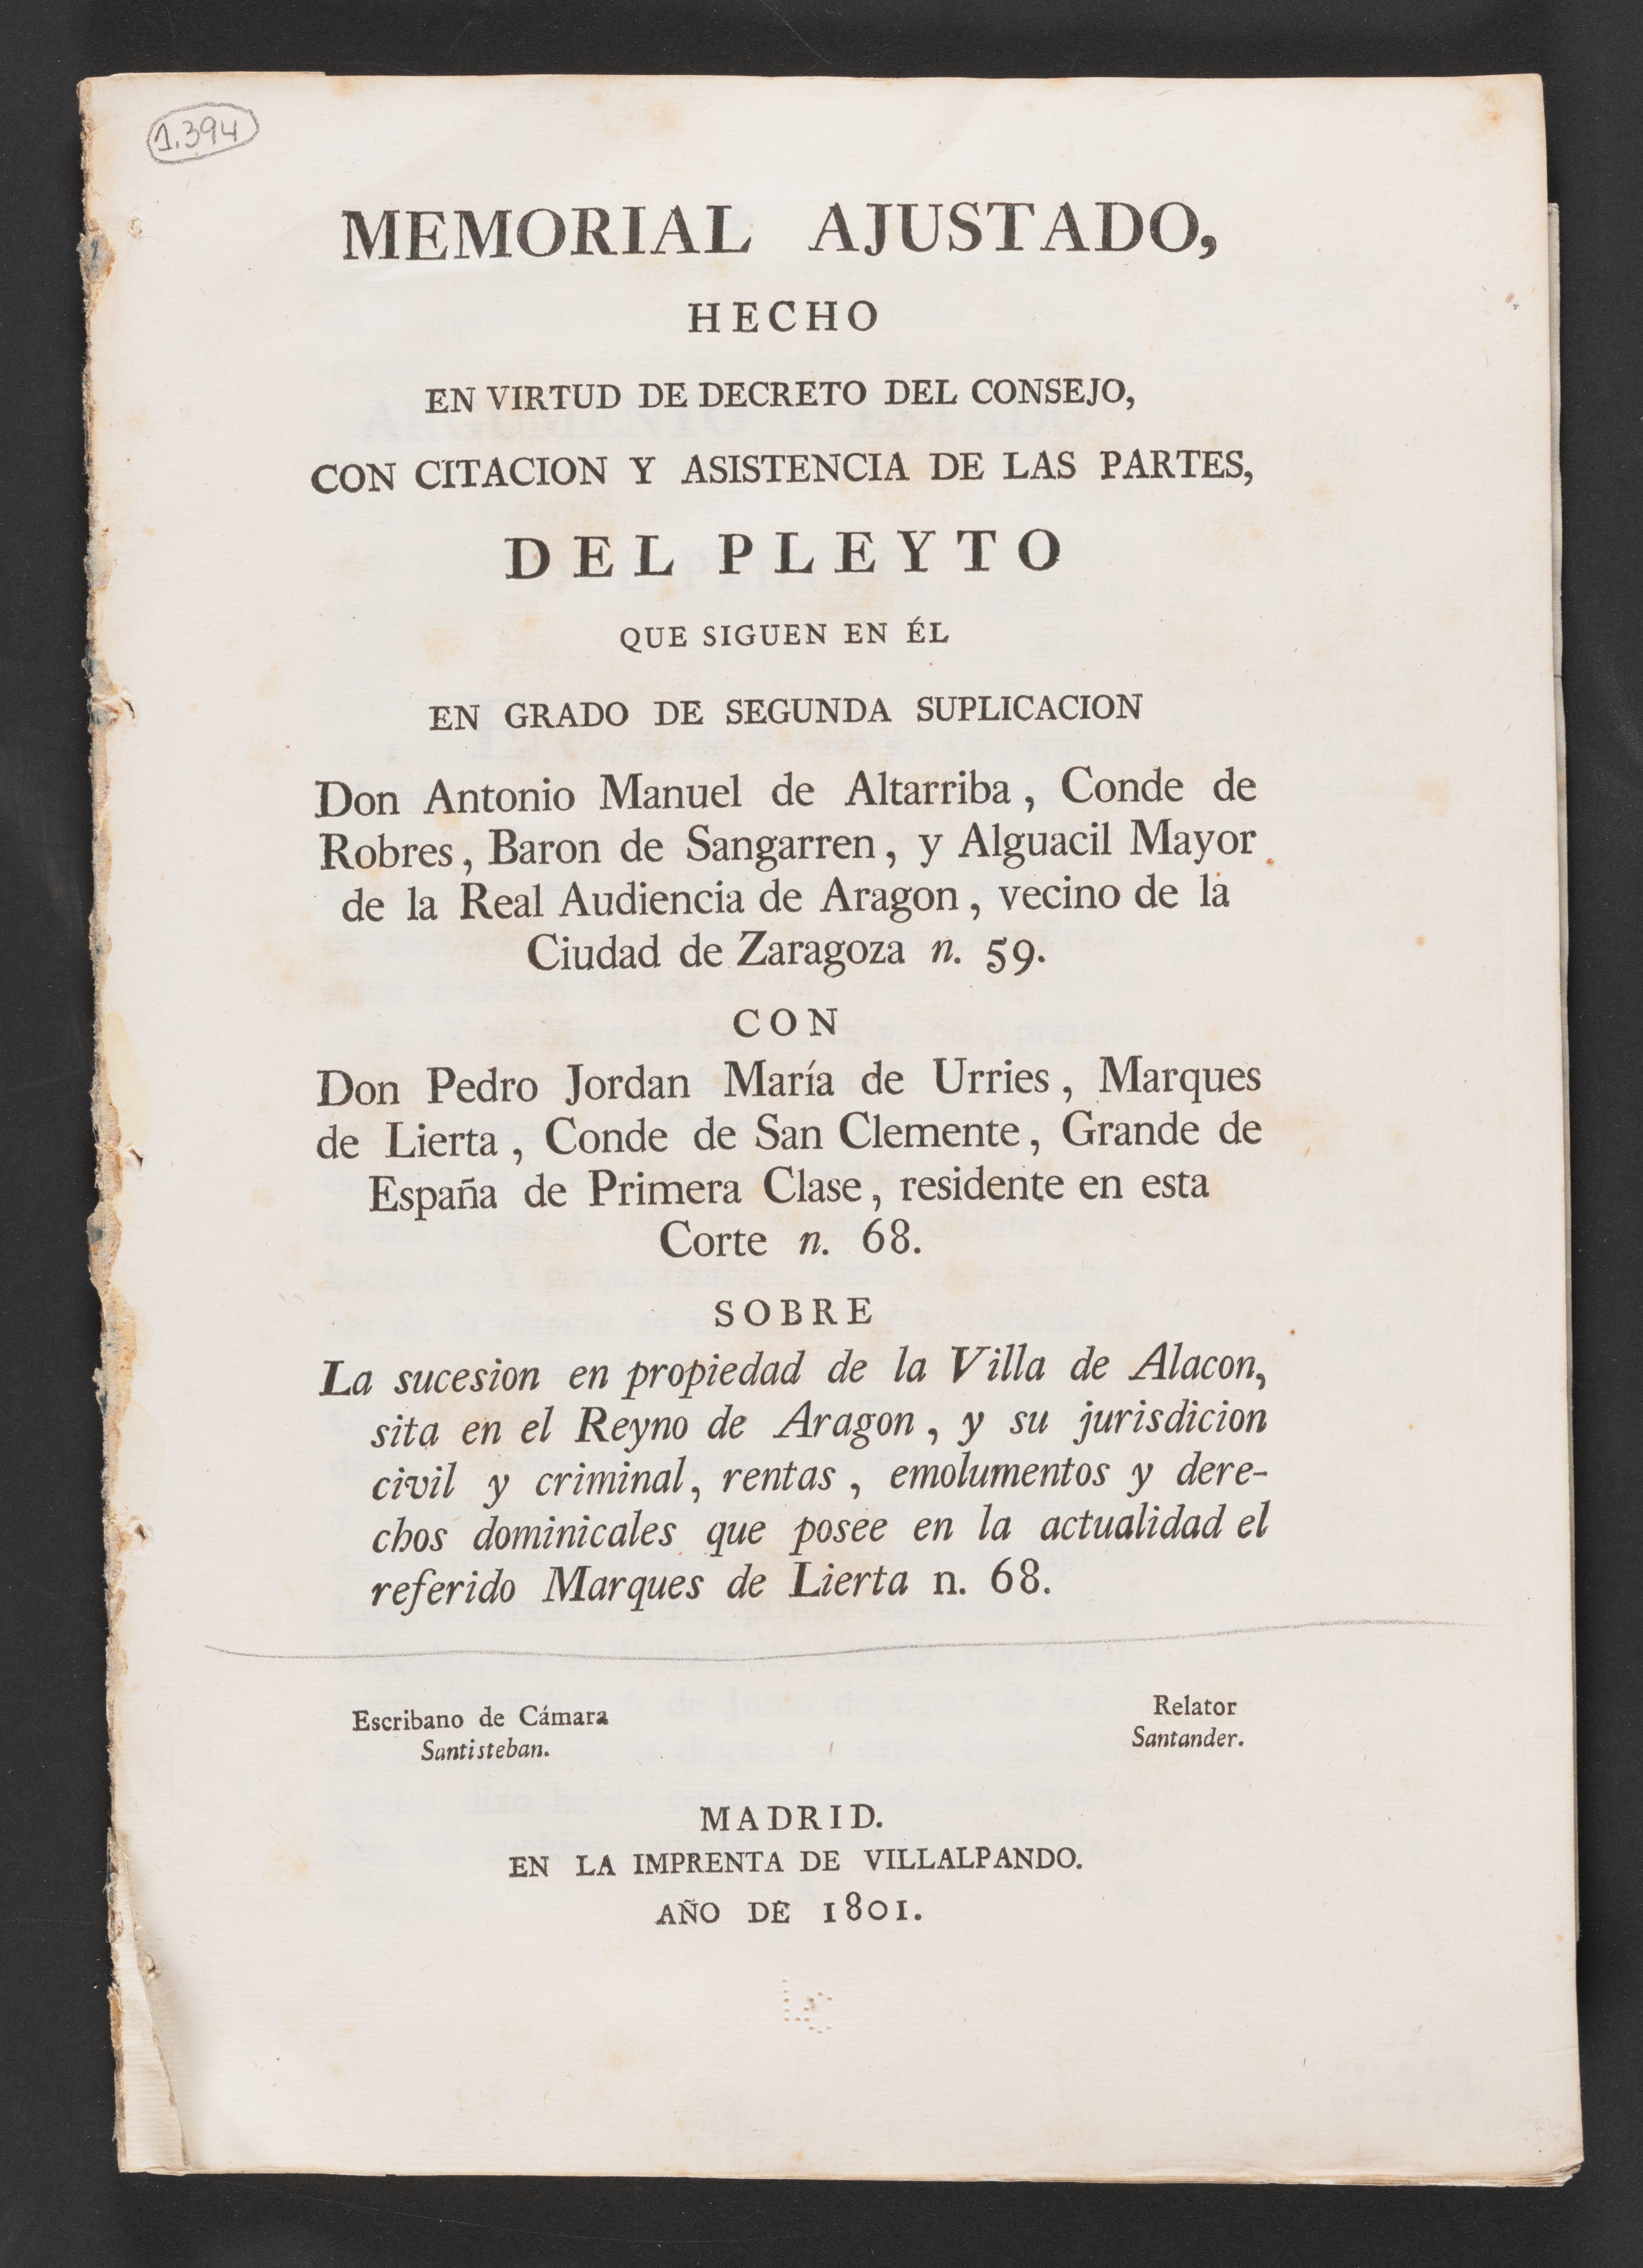 1.394
MEMORIAL AJUSTADO,
HECHO
EN VIRTUD DE DECRETO DEL CONSEJO,
CON CITACION Y ASISTENCIA DE LAS PARTES,
DEL PLEYTO
QUE SIGUEN EN ÉL
EN GRADO DE SEGUNDA SUPLICACION
Don Antonio Manuel de Altarriba, Conde de
Robres, Baron de Sangarren, y Alguacil Mayor
de la Real Audiencia de Aragon, vecino de la
Ciudad de Zaragoza n. 59.
CON
Don Pedro Jordan María de Urries, Marques
de Lierta, Conde de San Clemente, Grande de
España de Primera Clase, residente en esta
Corte n. 68.
SOBRE
La sucesion en propiedad de la Villa de Alacon,
sita en el Reyno de Aragon, y su jurisdicion
civil y criminal, rentas, emolumentos y dere-
chos dominicales que posee en la actualidad el
referido Marques de Lierta n. 68.
Escribano de Cámara
Santisteban.
Relator
Santander.
MADRID.
EN LA IMPRENTA DE VILLALPANDO.
AÑO DE 1801.
LC